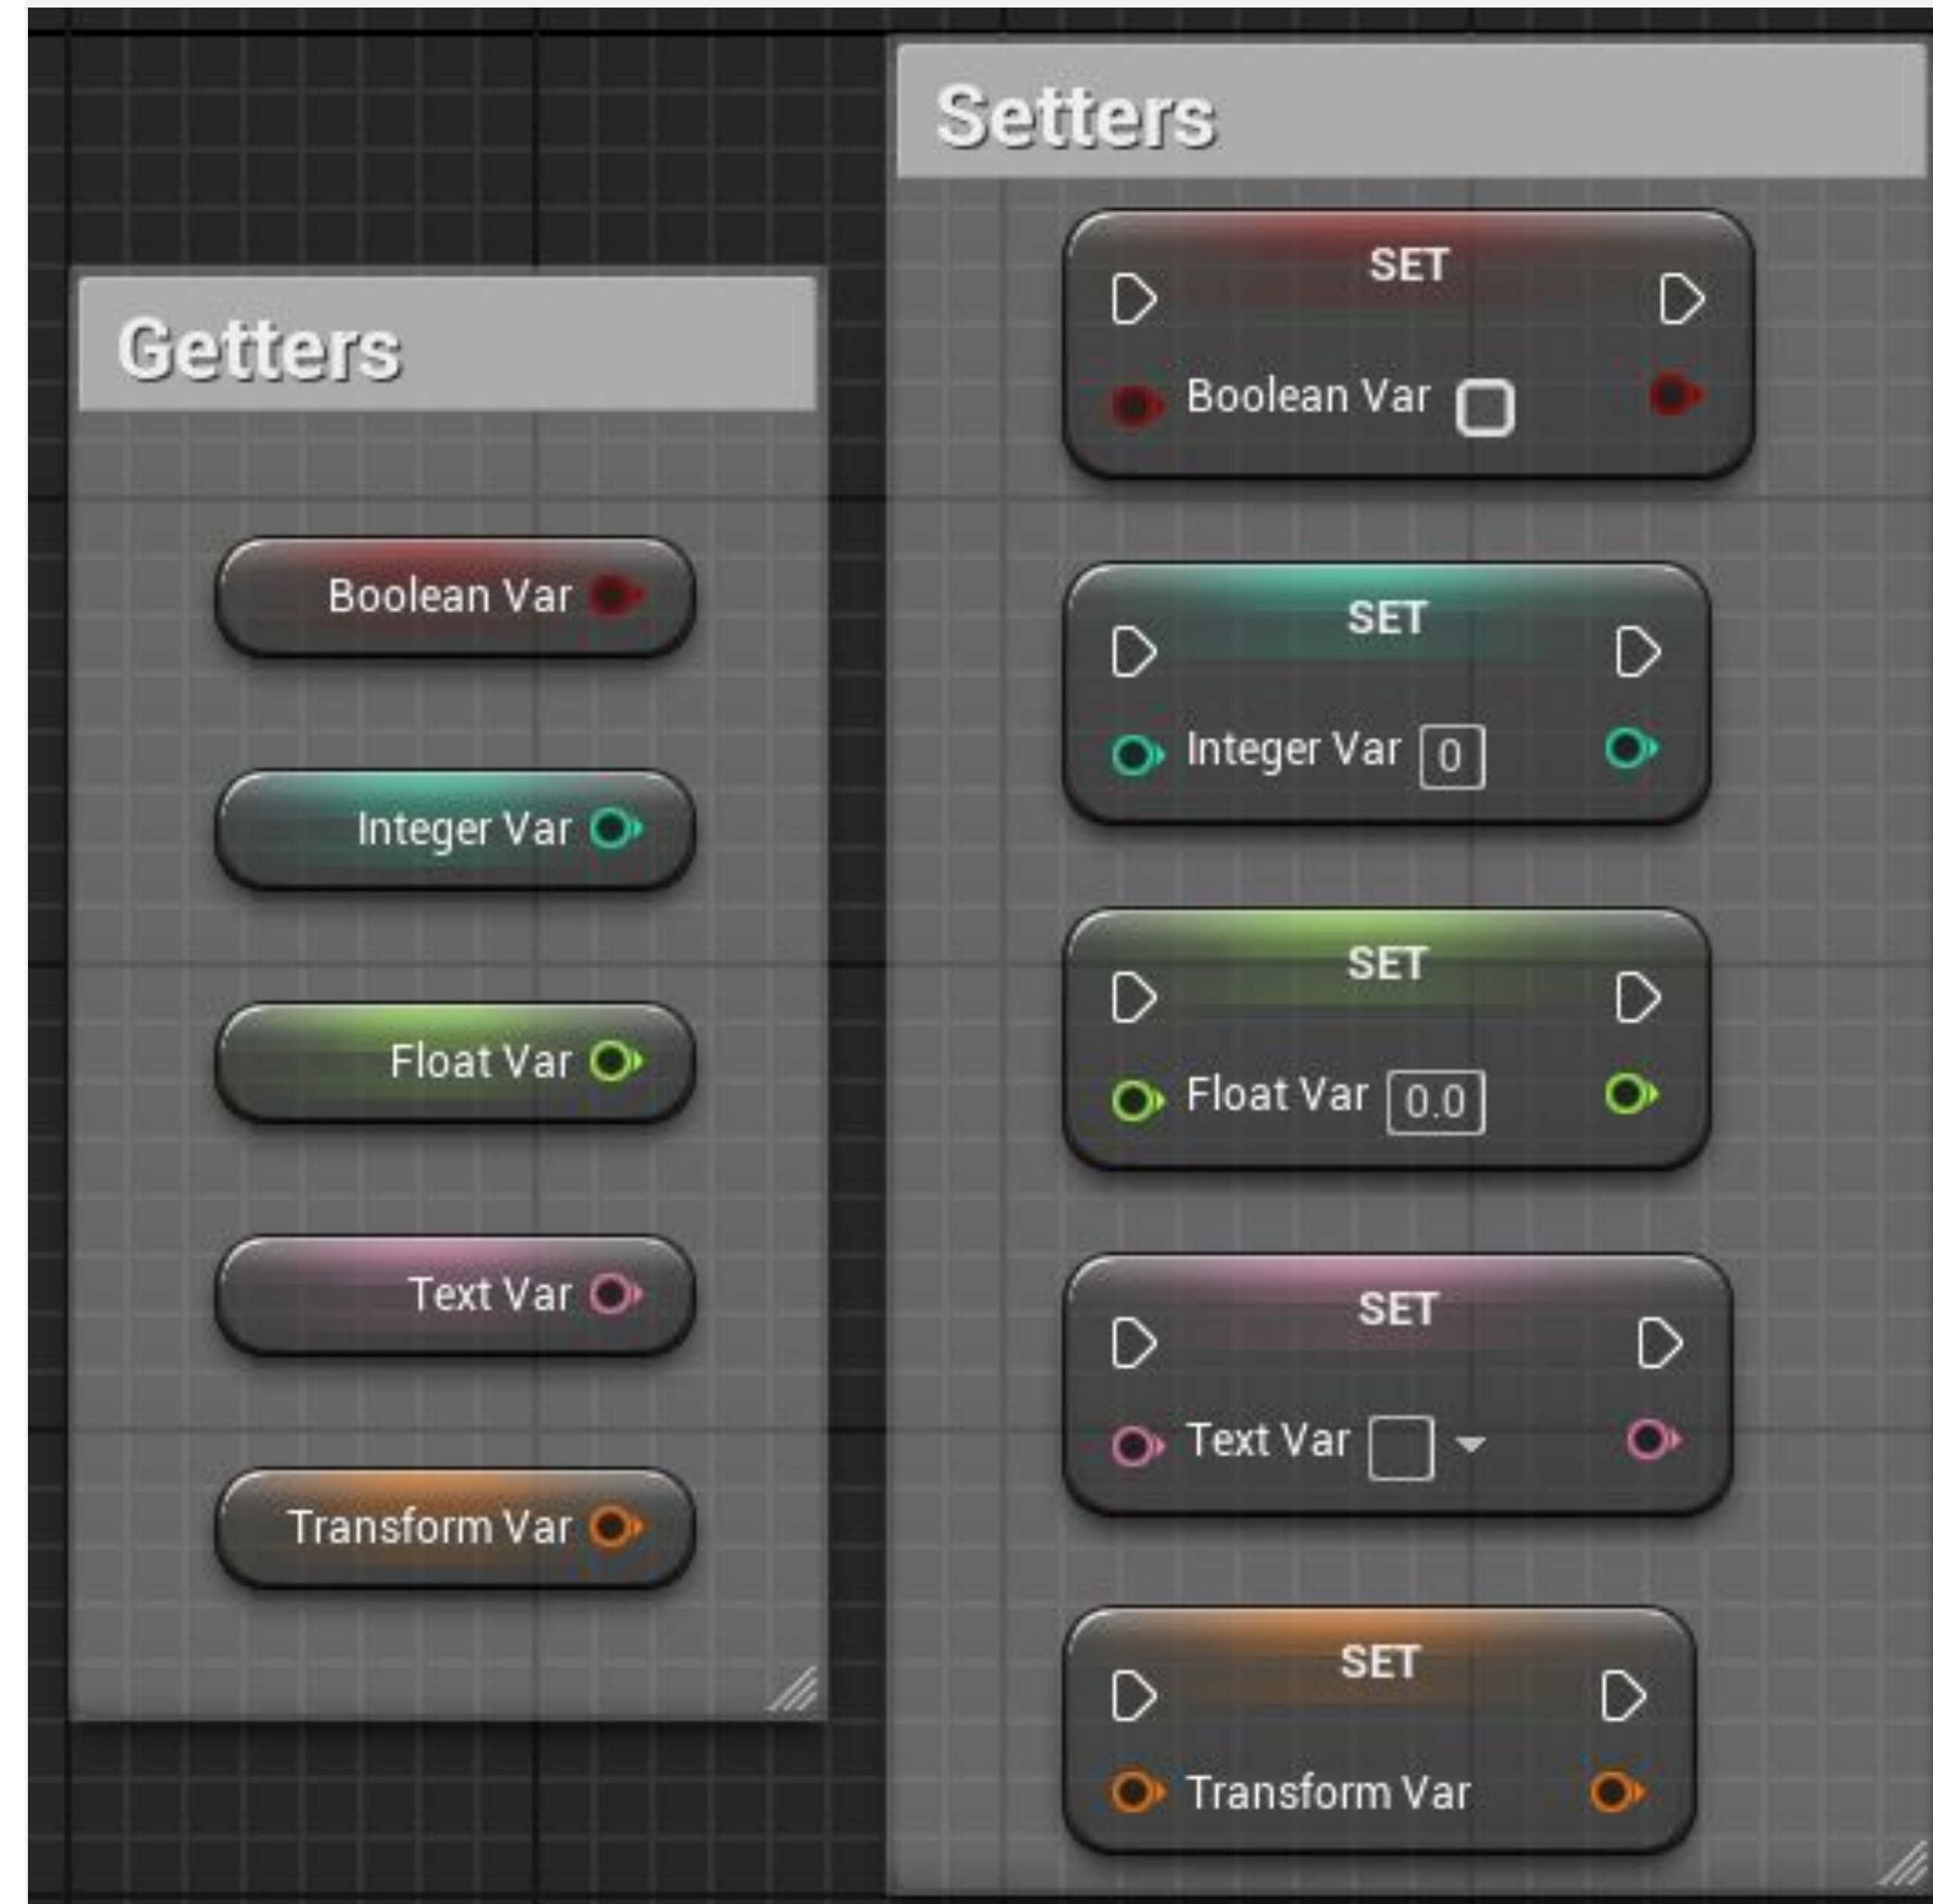 Getters
Boolean Var
Integer Var
Float Var
Text Var
Transform Var
Setters
SET
Boolean Var
SET
Integer Var 0
SET
Float Var 0.0
SET
Text Var
SET
Transform Var